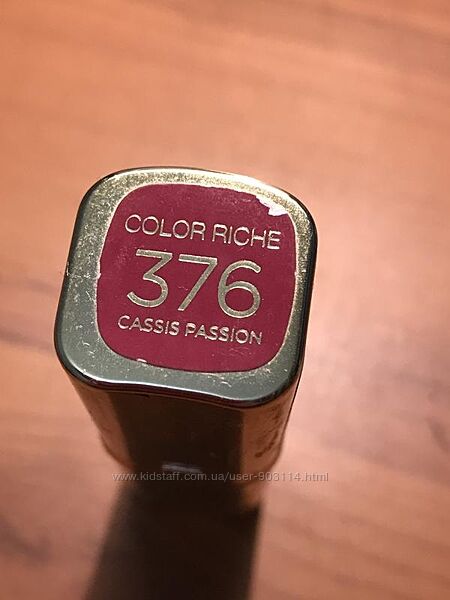 COLOR RICHE
376
CASSIS PASSION
www.kidstaff.com.ua/user-903114.html